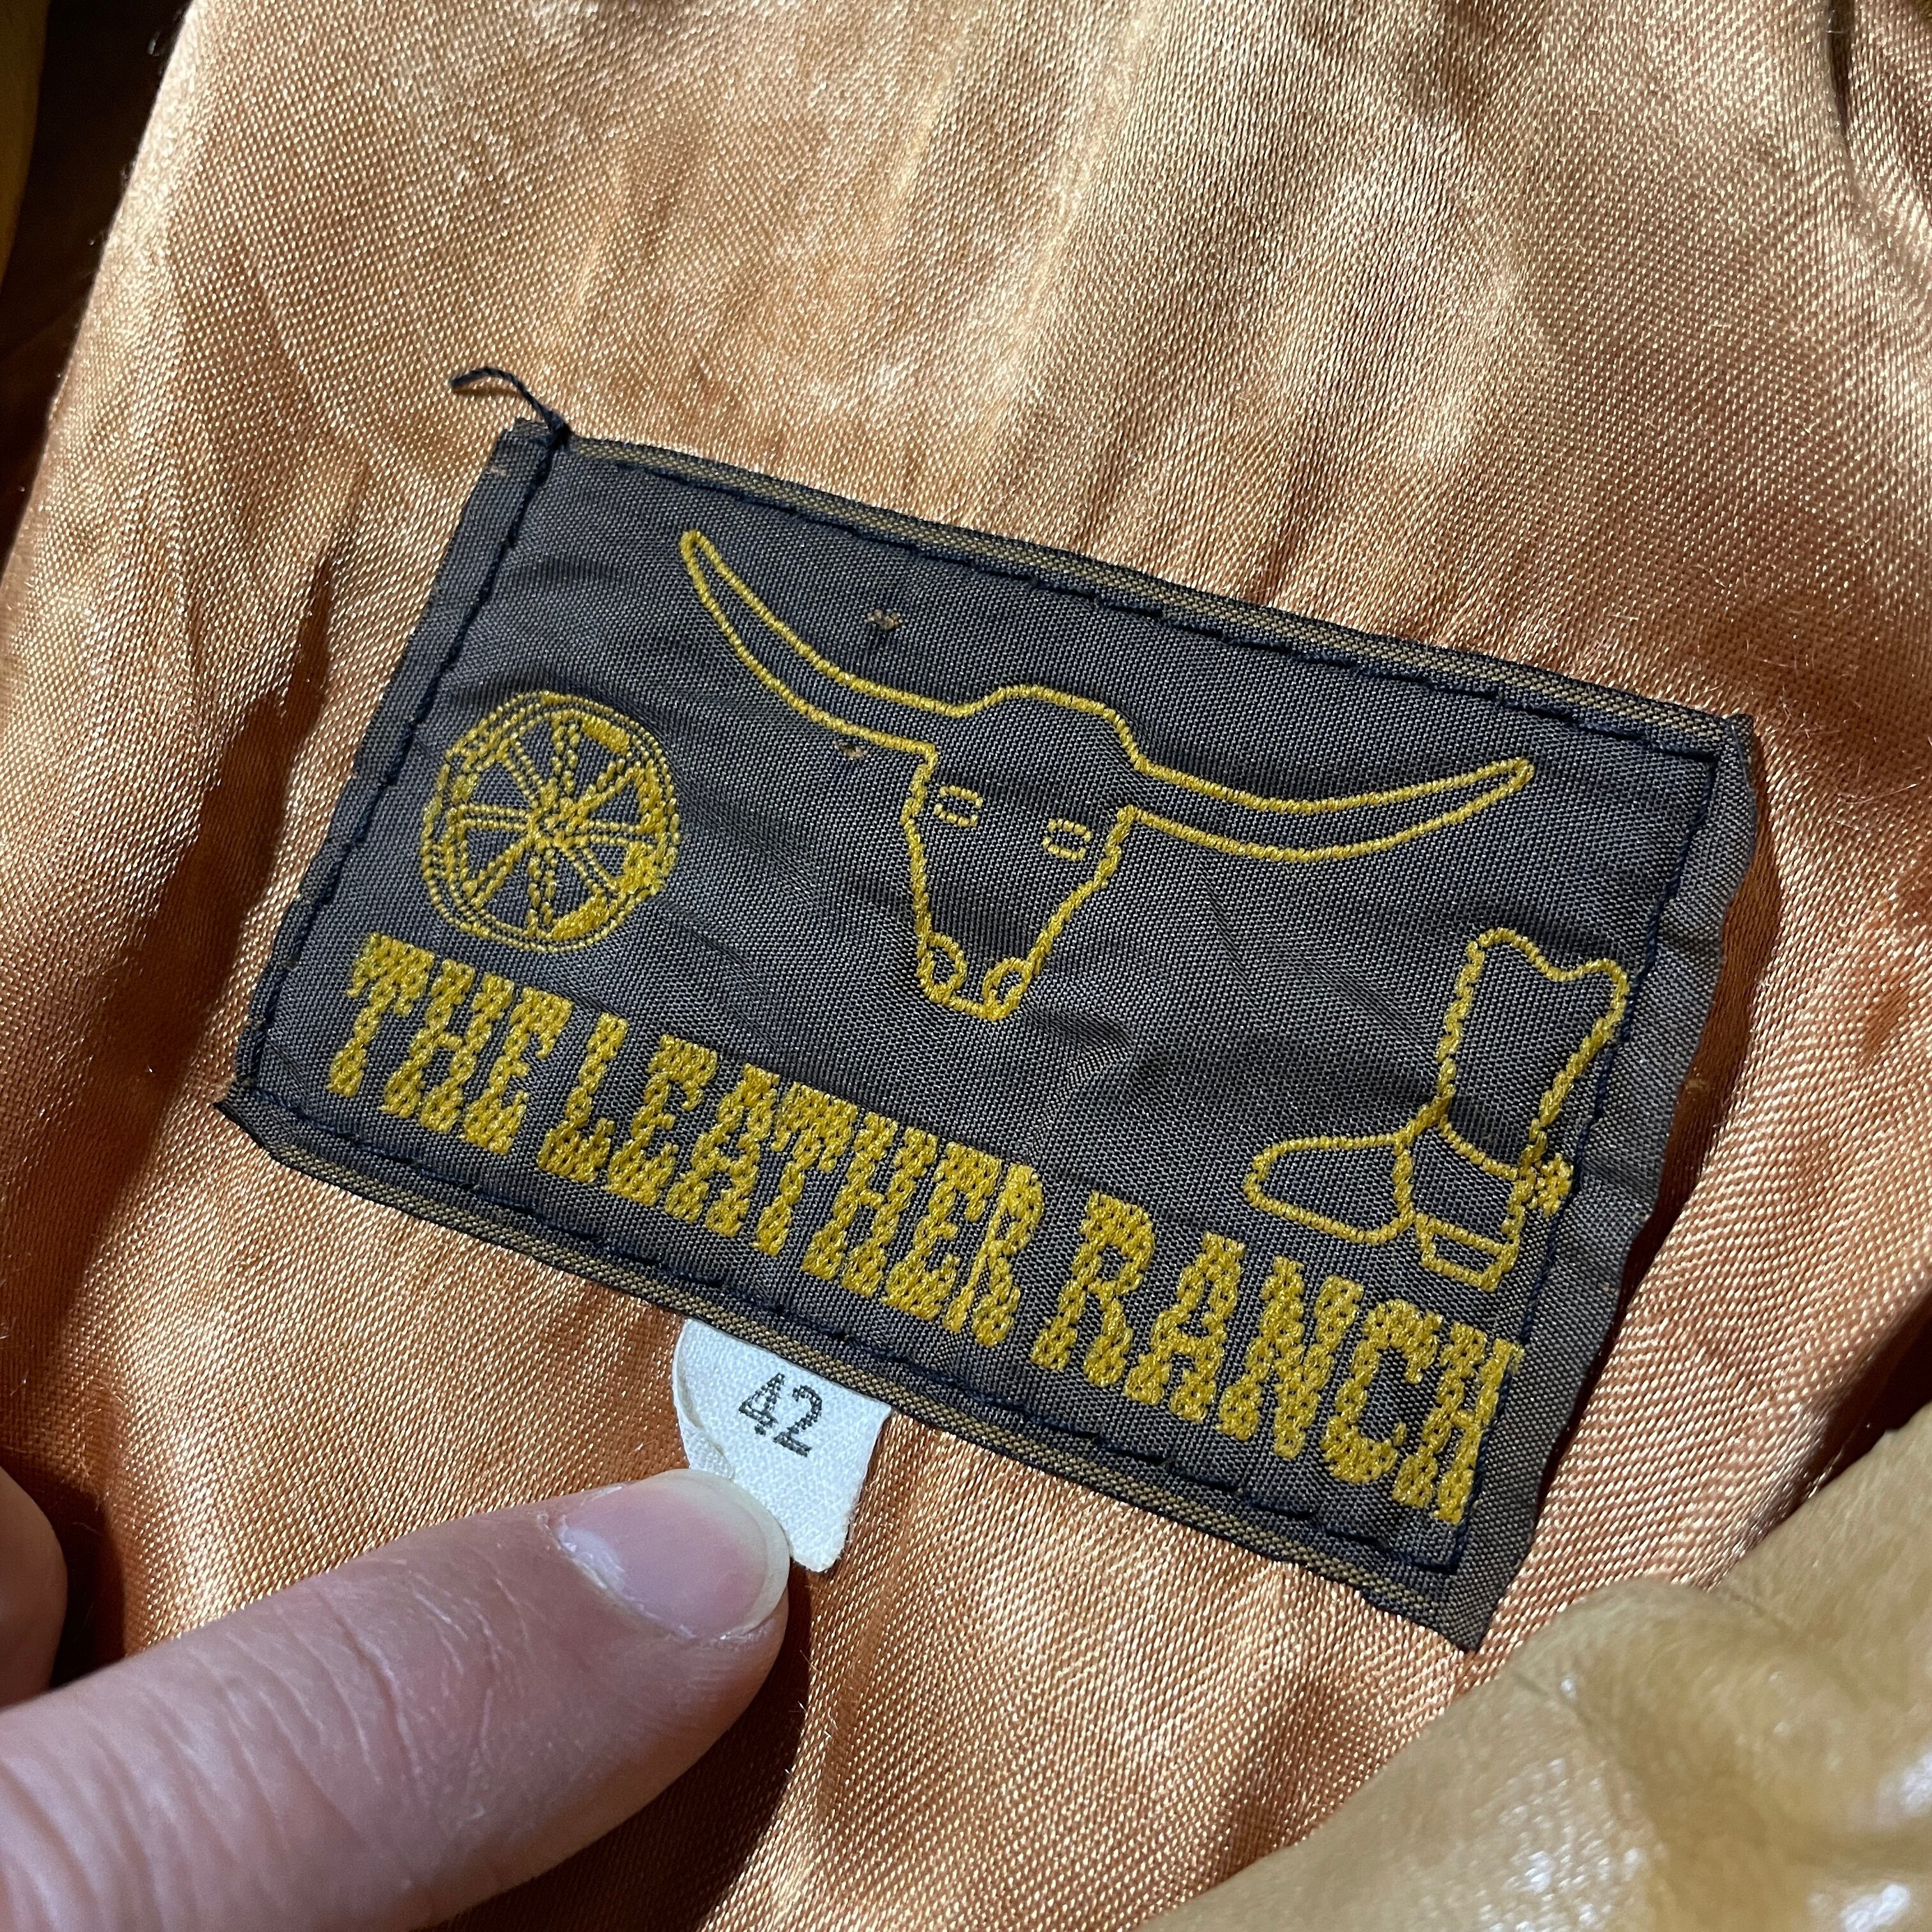 THE LEATHER RANCH
42